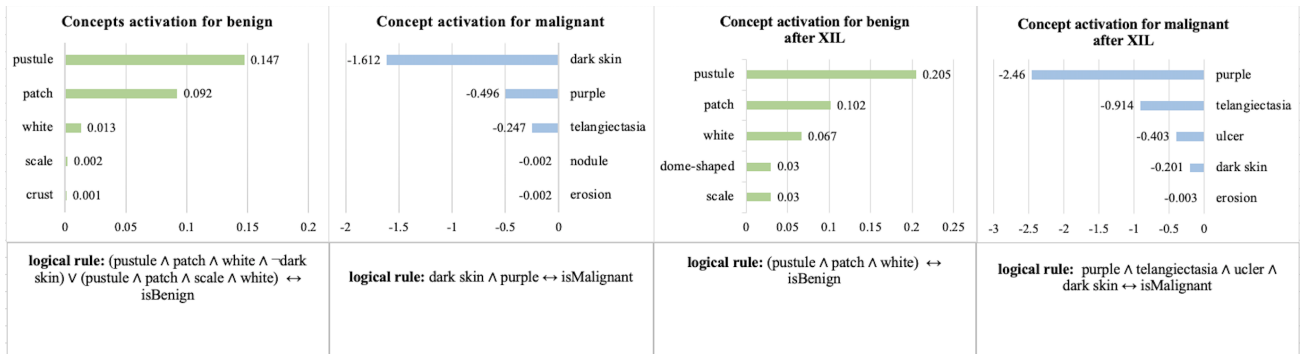 Concepts activation for benign
pustule 0.147
patch 0.092
white 0.013
scale 0.002
crust 0.001
0 0.05 0.1 0.15 0.2
logical rule: (pustule ∧ patch ∧ white ∧ ¬dark
skin) ∨ (pustule ∧ patch ∧ scale ∧ white) ↔
isBenign
Concept activation for malignant
-1.612 dark skin
-0.496 purple
-0.247 telangiectasia
-0.002 nodule
-0.002 erosion
-2 -1.5 -1 -0.5 0
logical rule: dark skin ∧ purple ↔ isMalignant
Concept activation for benign
after XIL
pustule 0.205
patch 0.102
white 0.067
dome-shaped 0.03
scale 0.03
0 0.05 0.1 0.15 0.2 0.25
logical rule: (pustule ∧ patch ∧ white) ↔
isBenign
Concept activation for malignant
after XIL
-2.46 purple
-0.914 telangiectasia
-0.403 ulcer
-0.201 dark skin
-0.003 erosion
-3 -2.5 -2 -1.5 -1 -0.5 0
logical rule: purple ∧ telangiectasia ∧ ucler ∧
dark skin ↔ isMalignant